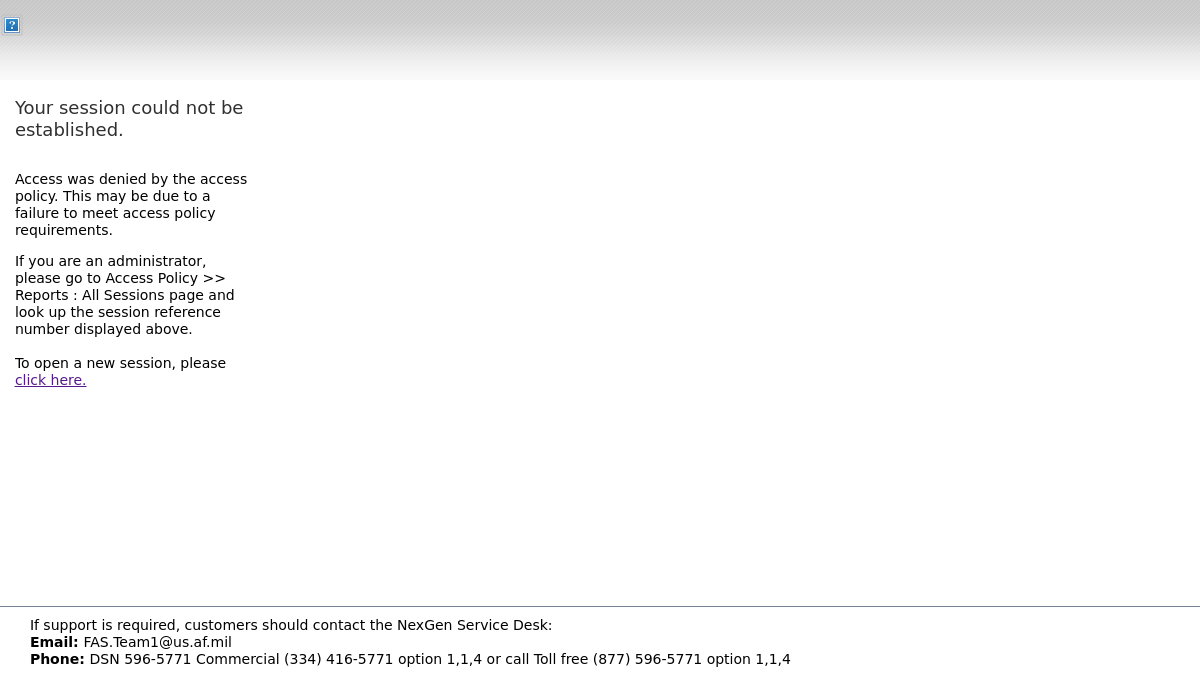 Your session could not be
established.
Access was denied by the access
policy. This may be due to a
failure to meet access policy
requirements.
If you are an administrator,
please go to Access Policy >>
Reports : All Sessions page and
look up the session reference
number displayed above.
To open a new session, please
click here.
If support is required, customers should contact the NexGen Service Desk:
Email: FAS.Team1@us.af.mil
Phone: DSN 596-5771 Commercial (334) 416-5771 option 1,1,4 or call Toll free (877) 596-5771 option 1,1,4